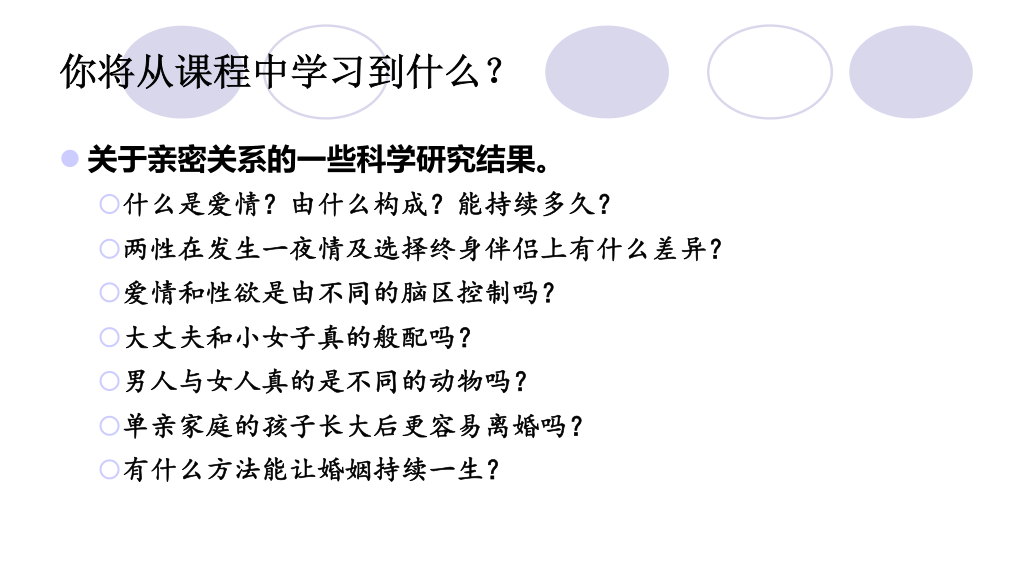 你将从课程中学习到什么？
关于亲密关系的一些科学研究结果。
什么是爱情？由什么构成？能持续多久？
两性在发生一夜情及选择终身伴侣上有什么差异？
爱情和性欲是由不同的脑区控制吗？
大丈夫和小女子真的般配吗？
男人与女人真的是不同的动物吗？
单亲家庭的孩子长大后更容易离婚吗？
有什么方法能让婚姻持续一生？